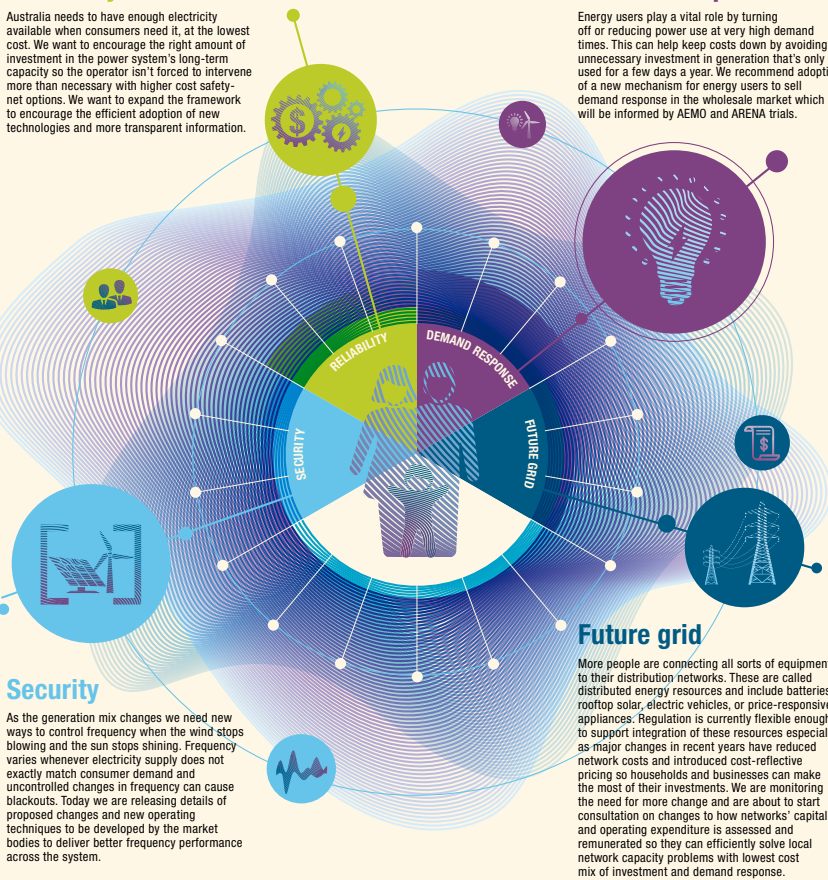 Australia needs to have enough electricity
available when consumers need it, at the lowest
cost. We want to encourage the right amount of
investment in the power system's long-term
capacity so the operator isn't forced to intervene
more than necessary with higher cost safety-
net options. We want to expand the framework
to encourage the efficient adoption of new
technologies and more transparent information.
Energy users play a vital role by turning
off or reducing power use at very high demand
times. This can help keep costs down by avoiding
unnecessary investment in generation that's only
used for a few days a year. We recommend adopti
of a new mechanism for energy users to sell
demand response in the wholesale market which
will be informed by AEMO and ARENA trials.
$
RELIABILITY
DEMAND RESPONSE
SECURITY
FUTURE GRID
$
Security
As the generation mix changes we need new
ways to control frequency when the wind stops
blowing and the sun stops shining. Frequency
varies whenever electricity supply does not
exactly match consumer demand and
uncontrolled changes in frequency can cause
blackouts. Today we are releasing details of
proposed changes and new operating
techniques to be developed by the market
bodies to deliver better frequency performance
across the system.
Future grid
More people are connecting all sorts of equipmen
to their distribution networks. These are called
distributed energy resources and include batteries
rooftop solar, electric vehicles, or price-responsive
appliances. Regulation is currently flexible enough
to support integration of these resources especial
as major changes in recent years have reduced
network costs and introduced cost-reflective
pricing so households and businesses can make
the most of their investments. We are monitoring
the need for more change and are about to start
consultation on changes to how networks' capital
and operating expenditure is assessed and
remunerated so they can efficiently solve local
network capacity problems with lowest cost
mix of investment and demand response.